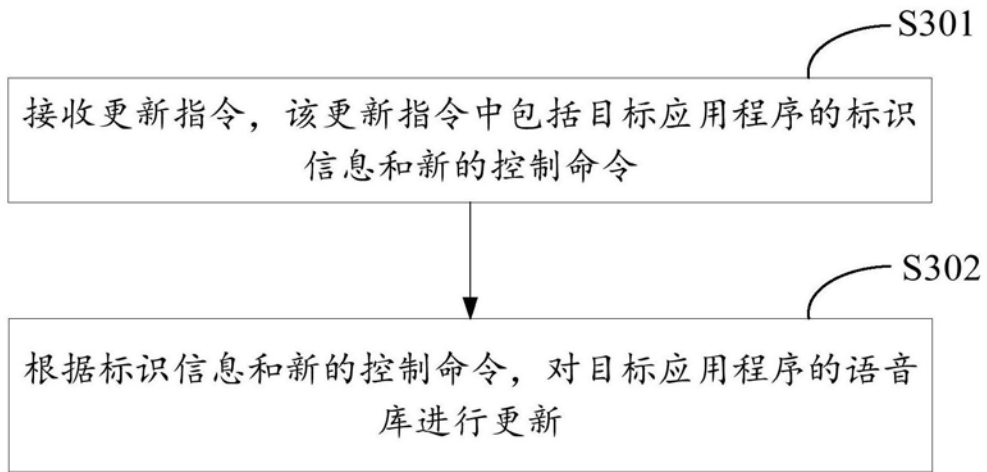 S301
接收更新指令，该更新指令中包括目标应用程序的标识
信息和新的控制命令
S302
根据标识信息和新的控制命令，对目标应用程序的语音
库进行更新